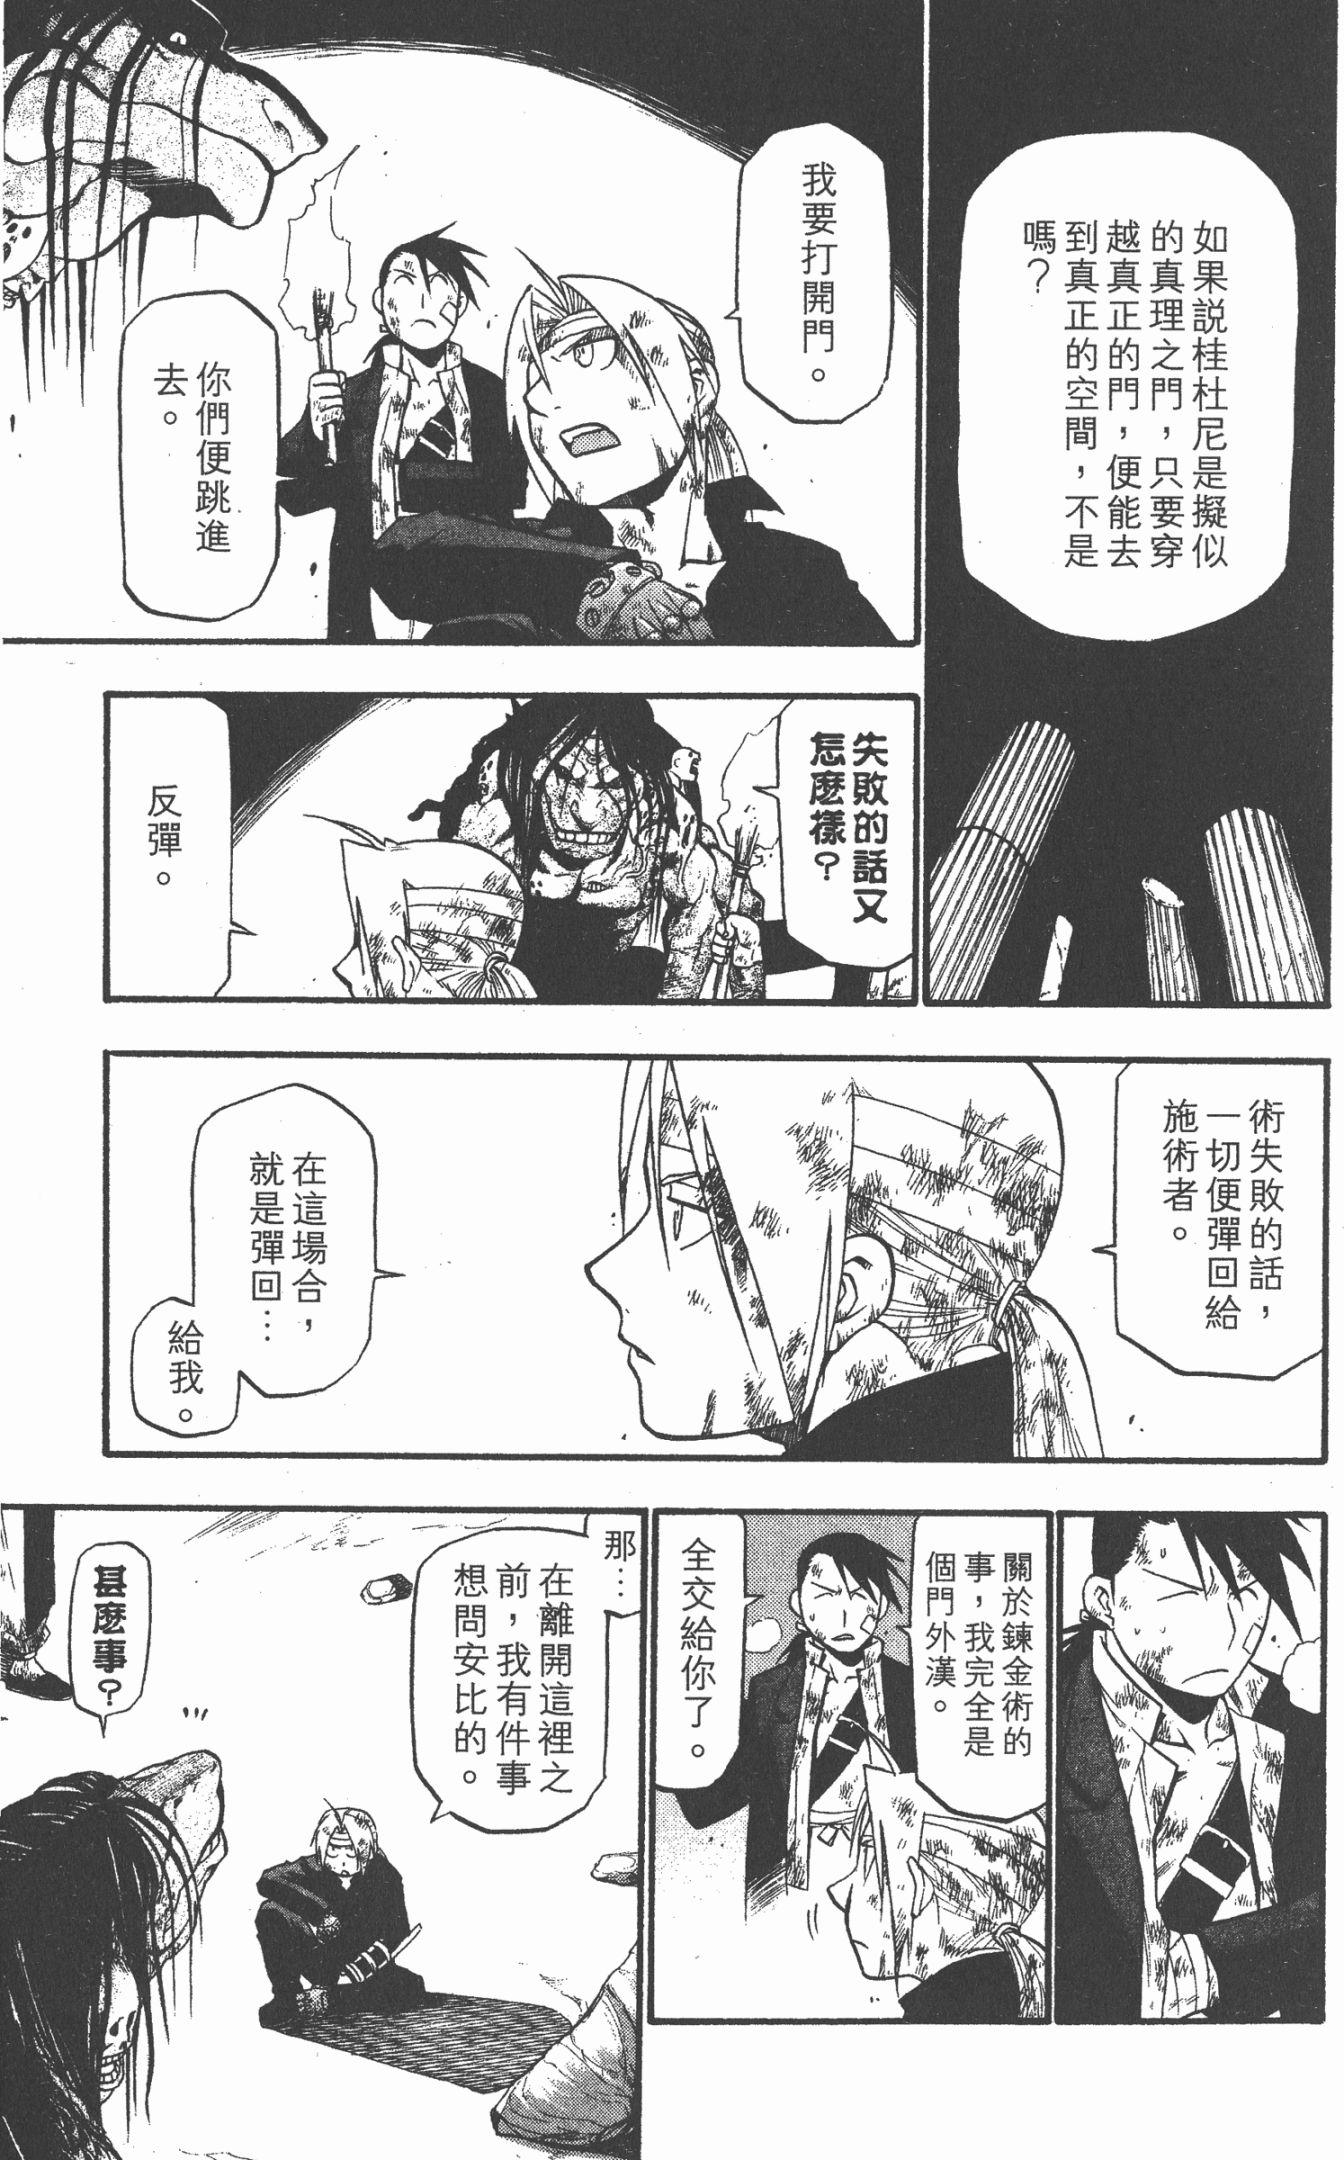 如果說桂杜尼是擬似
的真理之門，只要穿
越真正的門，便能去
到真正的空間，不是
嗎？
我要打開門。
你們便跳進
去。
失敗的話又
怎麼樣？
反彈。
術失敗的話，
一切便彈回給
施術者。
在這場合，
就是彈回…
給我。
關於鍊金術的
事，我完全是
個門外漢。
全交給你了。
那…
在離開這裡之
前，我有件事
想問安比的。
甚麼事？